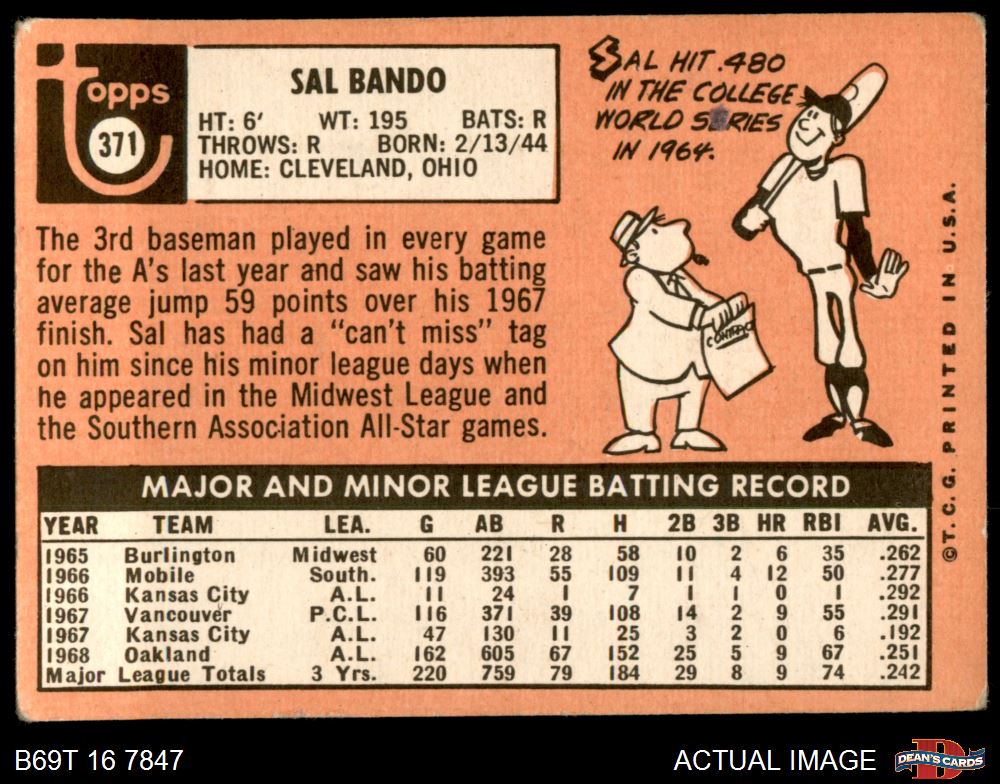 Topps
371
SAL BANDO
HT: 6' WT: 195 BATS: R
THROWS: R BORN: 2/13/44
HOME: CLEVELAND, OHIO
SAL HIT .480
IN THE COLLEGE
WORLD SERIES
IN 1964.
CONTRACT
The 3rd baseman played in every game
for the A's last year and saw his batting
average jump 59 points over his 1967
finish. Sal has had a "can't miss" tag
on him since his minor league days when
he appeared in the Midwest League and
the Southern Association All-Star games.
©T.C.G. PRINTED IN U.S.A.
MAJOR AND MINOR LEAGUE BATTING RECORD
YEAR TEAM LEA. G AB R H 2B 3B HR RBI AVG.
1965 Burlington Midwest 60 221 28 58 10 2 6 35 .262
1966 Mobile South. 119 393 55 109 11 4 12 50 .277
1966 Kansas City A.L. 11 24 1 7 1 1 0 1 .292
1967 Vancouver P.C.L. 116 371 39 108 14 2 9 55 .291
1967 Kansas City A.L. 47 130 11 25 3 2 0 6 .192
1968 Oakland A.L. 162 605 67 152 25 5 9 67 .251
Major League Totals 3 Yrs. 220 759 79 184 29 8 9 74 .242
B69T 16 7847
ACTUAL IMAGE
DEAN'S CARDS